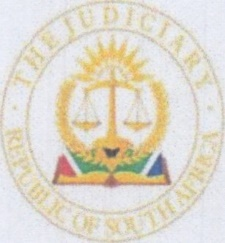 THE JUDICIARY
REPUBLIC OF SOUTH AFRICA